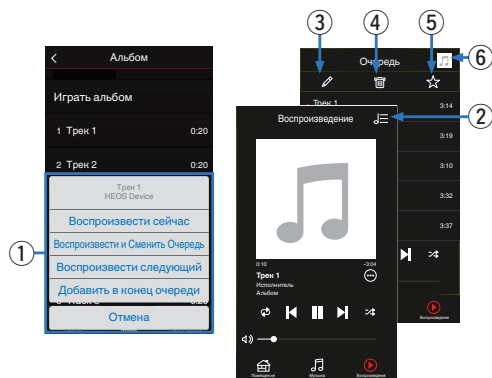 3
4
5
Альбом
Очередь
6
Играть альбом
Трек 1
3:14
Воспроизведение
2
1 Трек 1
0:20
3:19
2 Трек 2
0:20
3:10
Трек 1
HEOS Device
3:32
Воспроизвести сейчас
3:37
1
Воспроизвести и Сменить Очередь
Воспроизвести следующий
0:10
-3:04
Трек 1
Исполнитель
Альбом
Добавить в конец очереди
Отмена
Воспроизведение
Помещения
Музыка
Воспроизведение